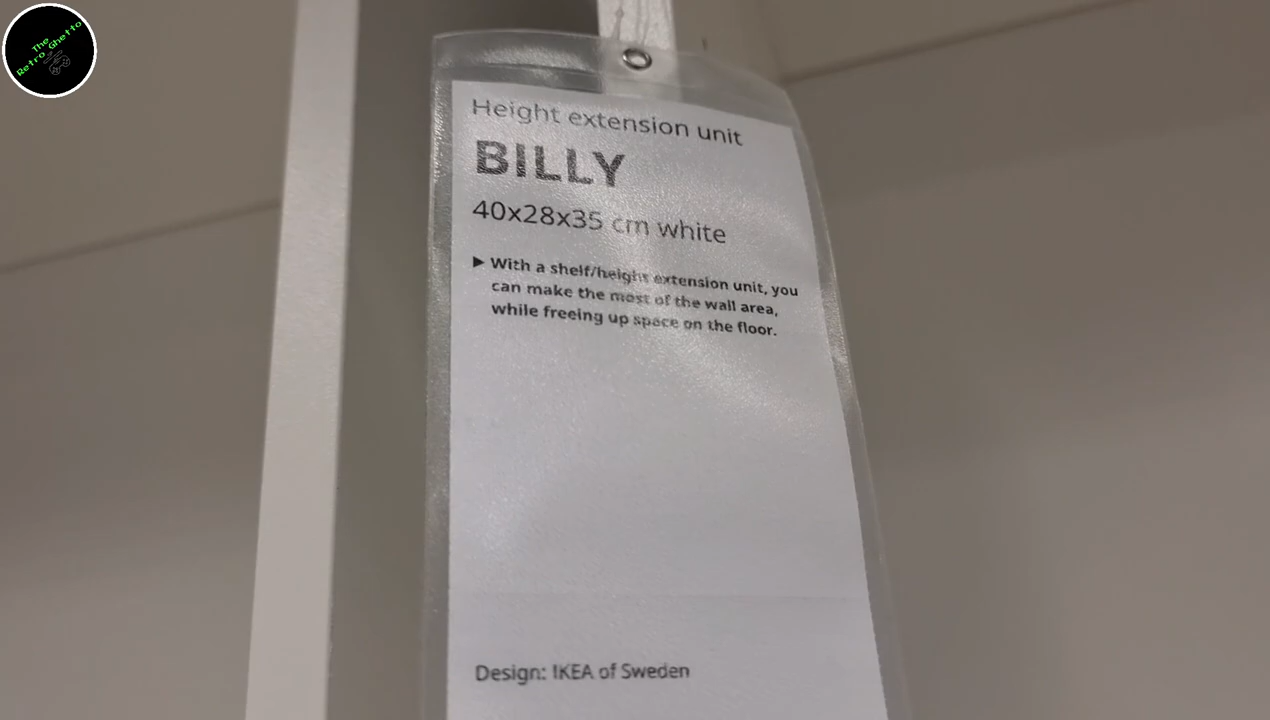 The
Retro Ghetto
Height extension unit
BILLY
40x28x35 cm white
▶ With a shelf/height extension unit, you
can make the most of the wall area,
while freeing up space on the floor.
Design: IKEA of Sweden